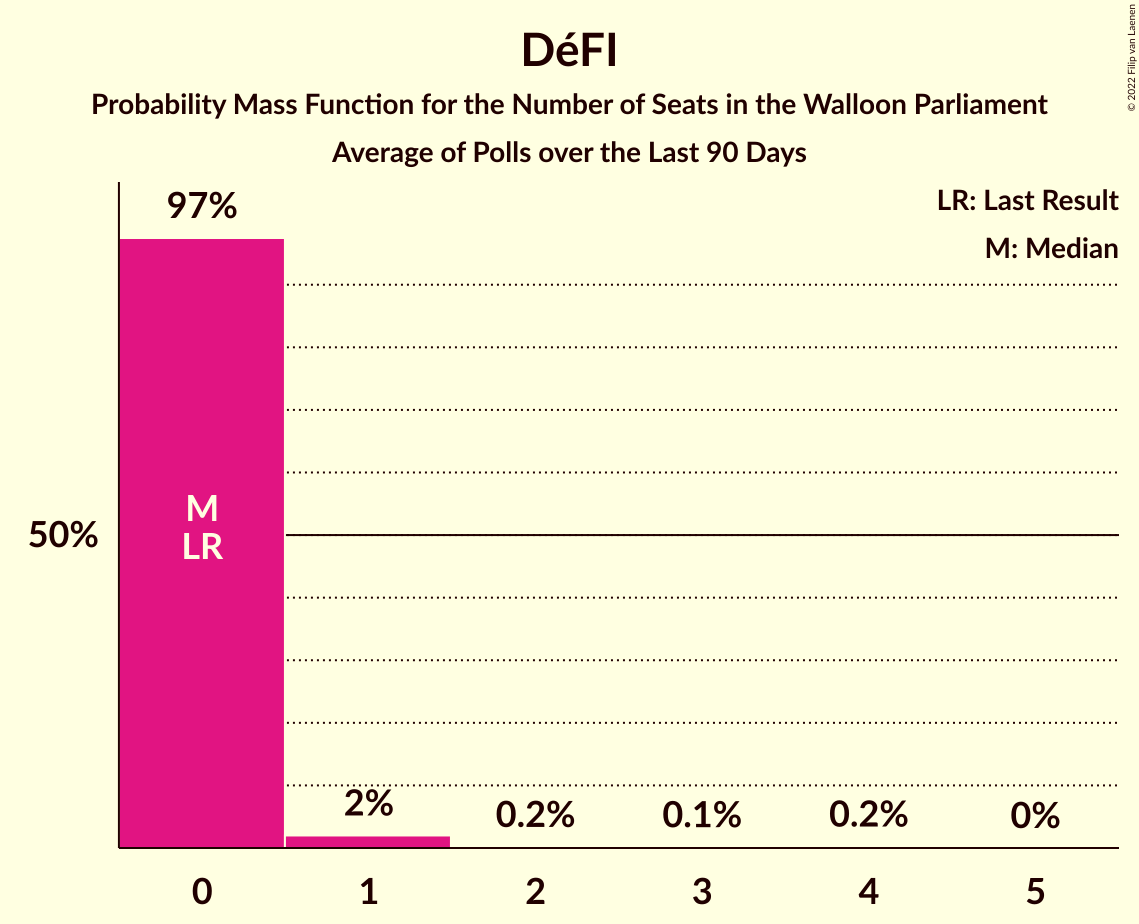 DéFI
Probability Mass Function for the Number of Seats in the Walloon Parliament
Average of Polls over the Last 90 Days
© 2022 Filip van Laenen
LR: Last Result
M: Median
97%
50%
M
LR
2%
0.2%
0.1%
0.2%
0%
0
1
2
3
4
5